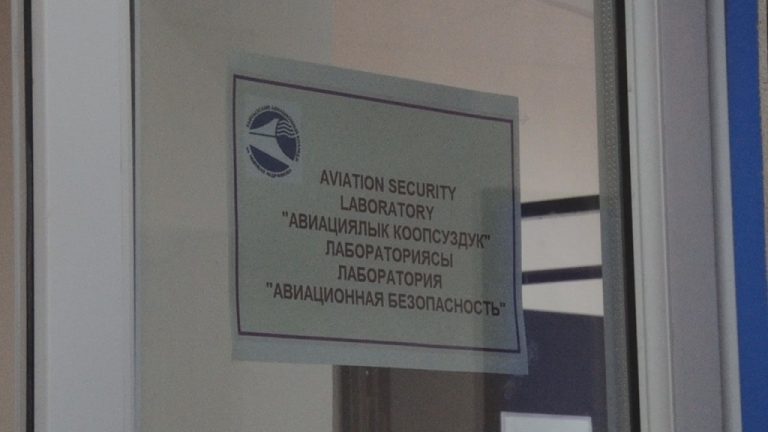 AVIATION SECURITY
LABORATORY
"АВИАЦИЯЛЫК КООПСУЗДУК"
ЛАБОРАТОРИЯСЫ
ЛАБОРАТОРИЯ
"АВИАЦИОННАЯ БЕЗОПАСНОСТЬ"